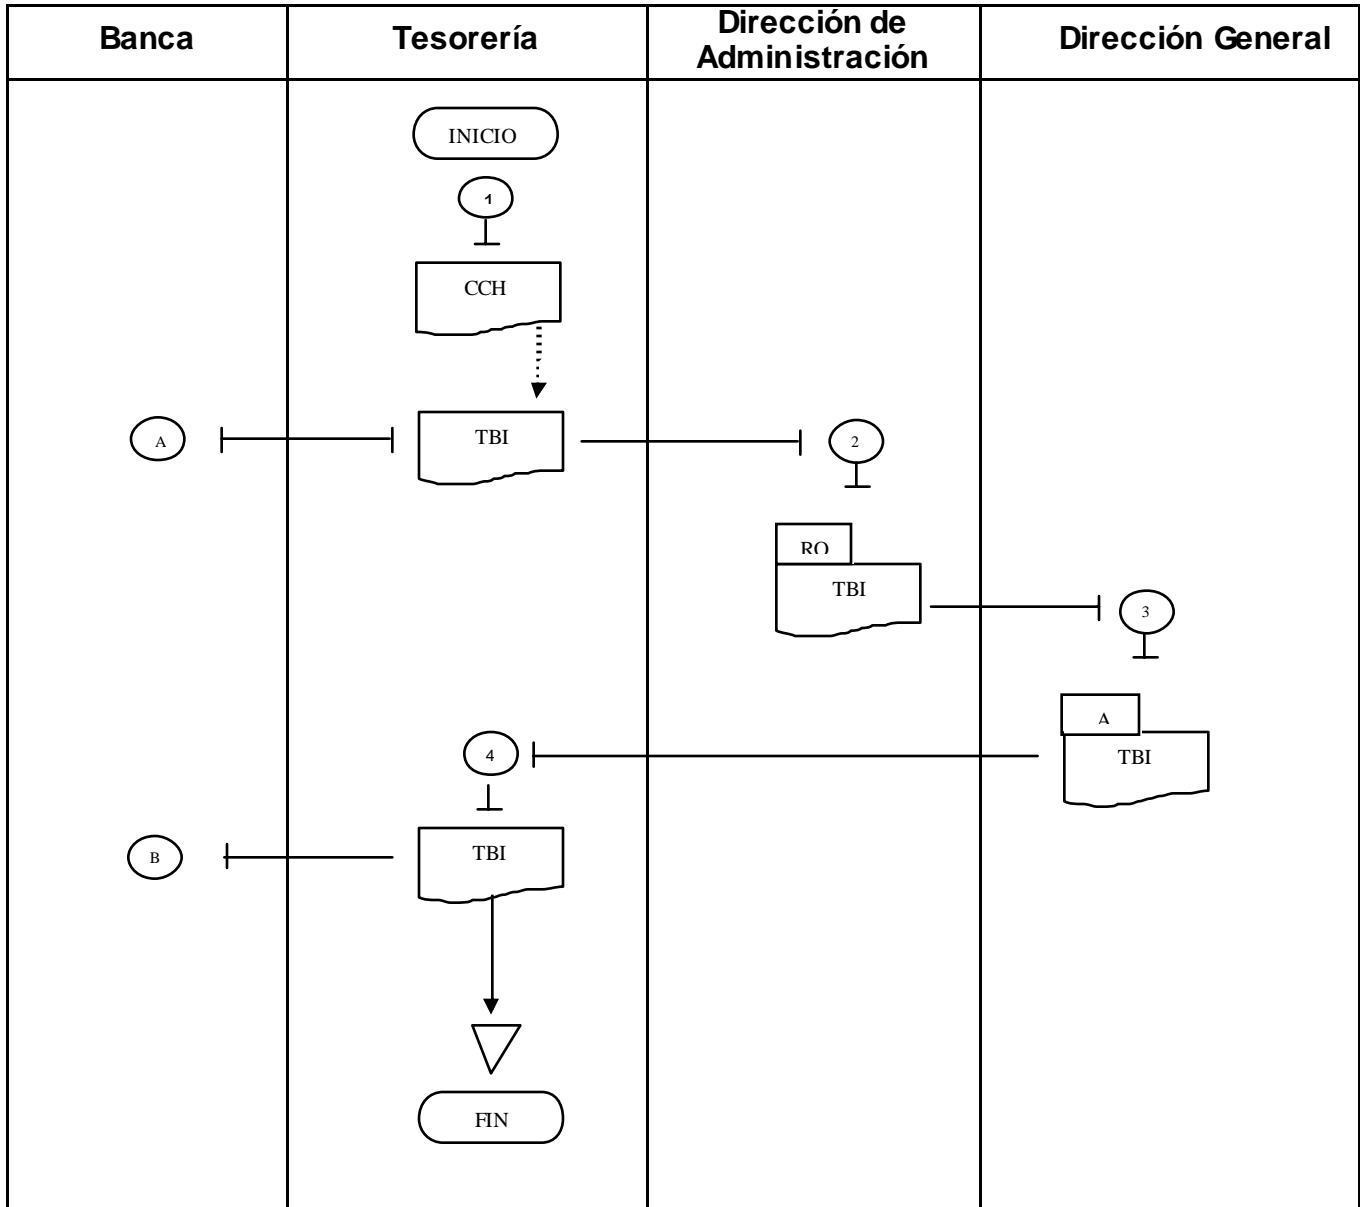 Banca
Tesorería
Dirección de
Administración
Dirección General
INICIO
1
CCH
A
TBI
2
RO
TBI
3
A
TBI
4
B
TBI
FIN